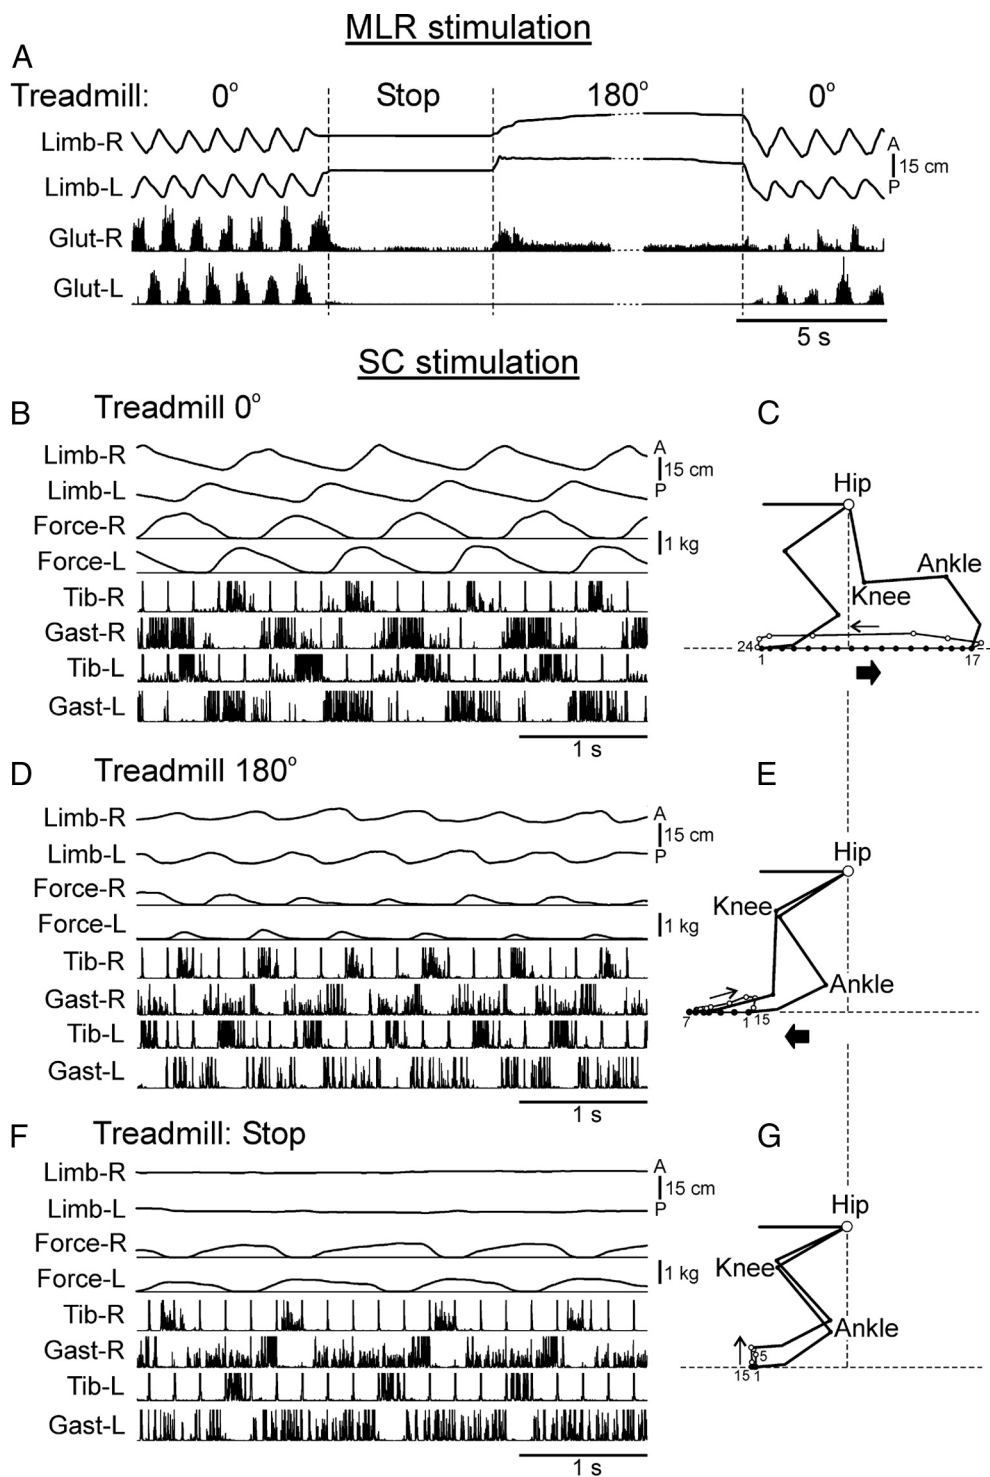 MLR stimulation
A
Treadmill: 0° Stop 180° 0°
Limb-R
A
15 cm
Limb-L
P
Glut-R
Glut-L
5 s
SC stimulation
B Treadmill 0°
Limb-R
A
15 cm
Limb-L
P
Force-R
1 kg
Force-L
Tib-R
Gast-R
Tib-L
Gast-L
1 s
C
Hip
Ankle
Knee
24
2
1 17
D Treadmill 180°
Limb-R
A
15 cm
Limb-L
P
Force-R
Force-L
1 kg
Tib-R
Gast-R
Tib-L
Gast-L
1 s
E
Hip
Knee
Ankle
7 1 15
F Treadmill: Stop
Limb-R
A
15 cm
Limb-L
P
Force-R
Force-L
1 kg
Tib-R
Gast-R
Tib-L
Gast-L
1 s
G
Hip
Knee
Ankle
5
15 1